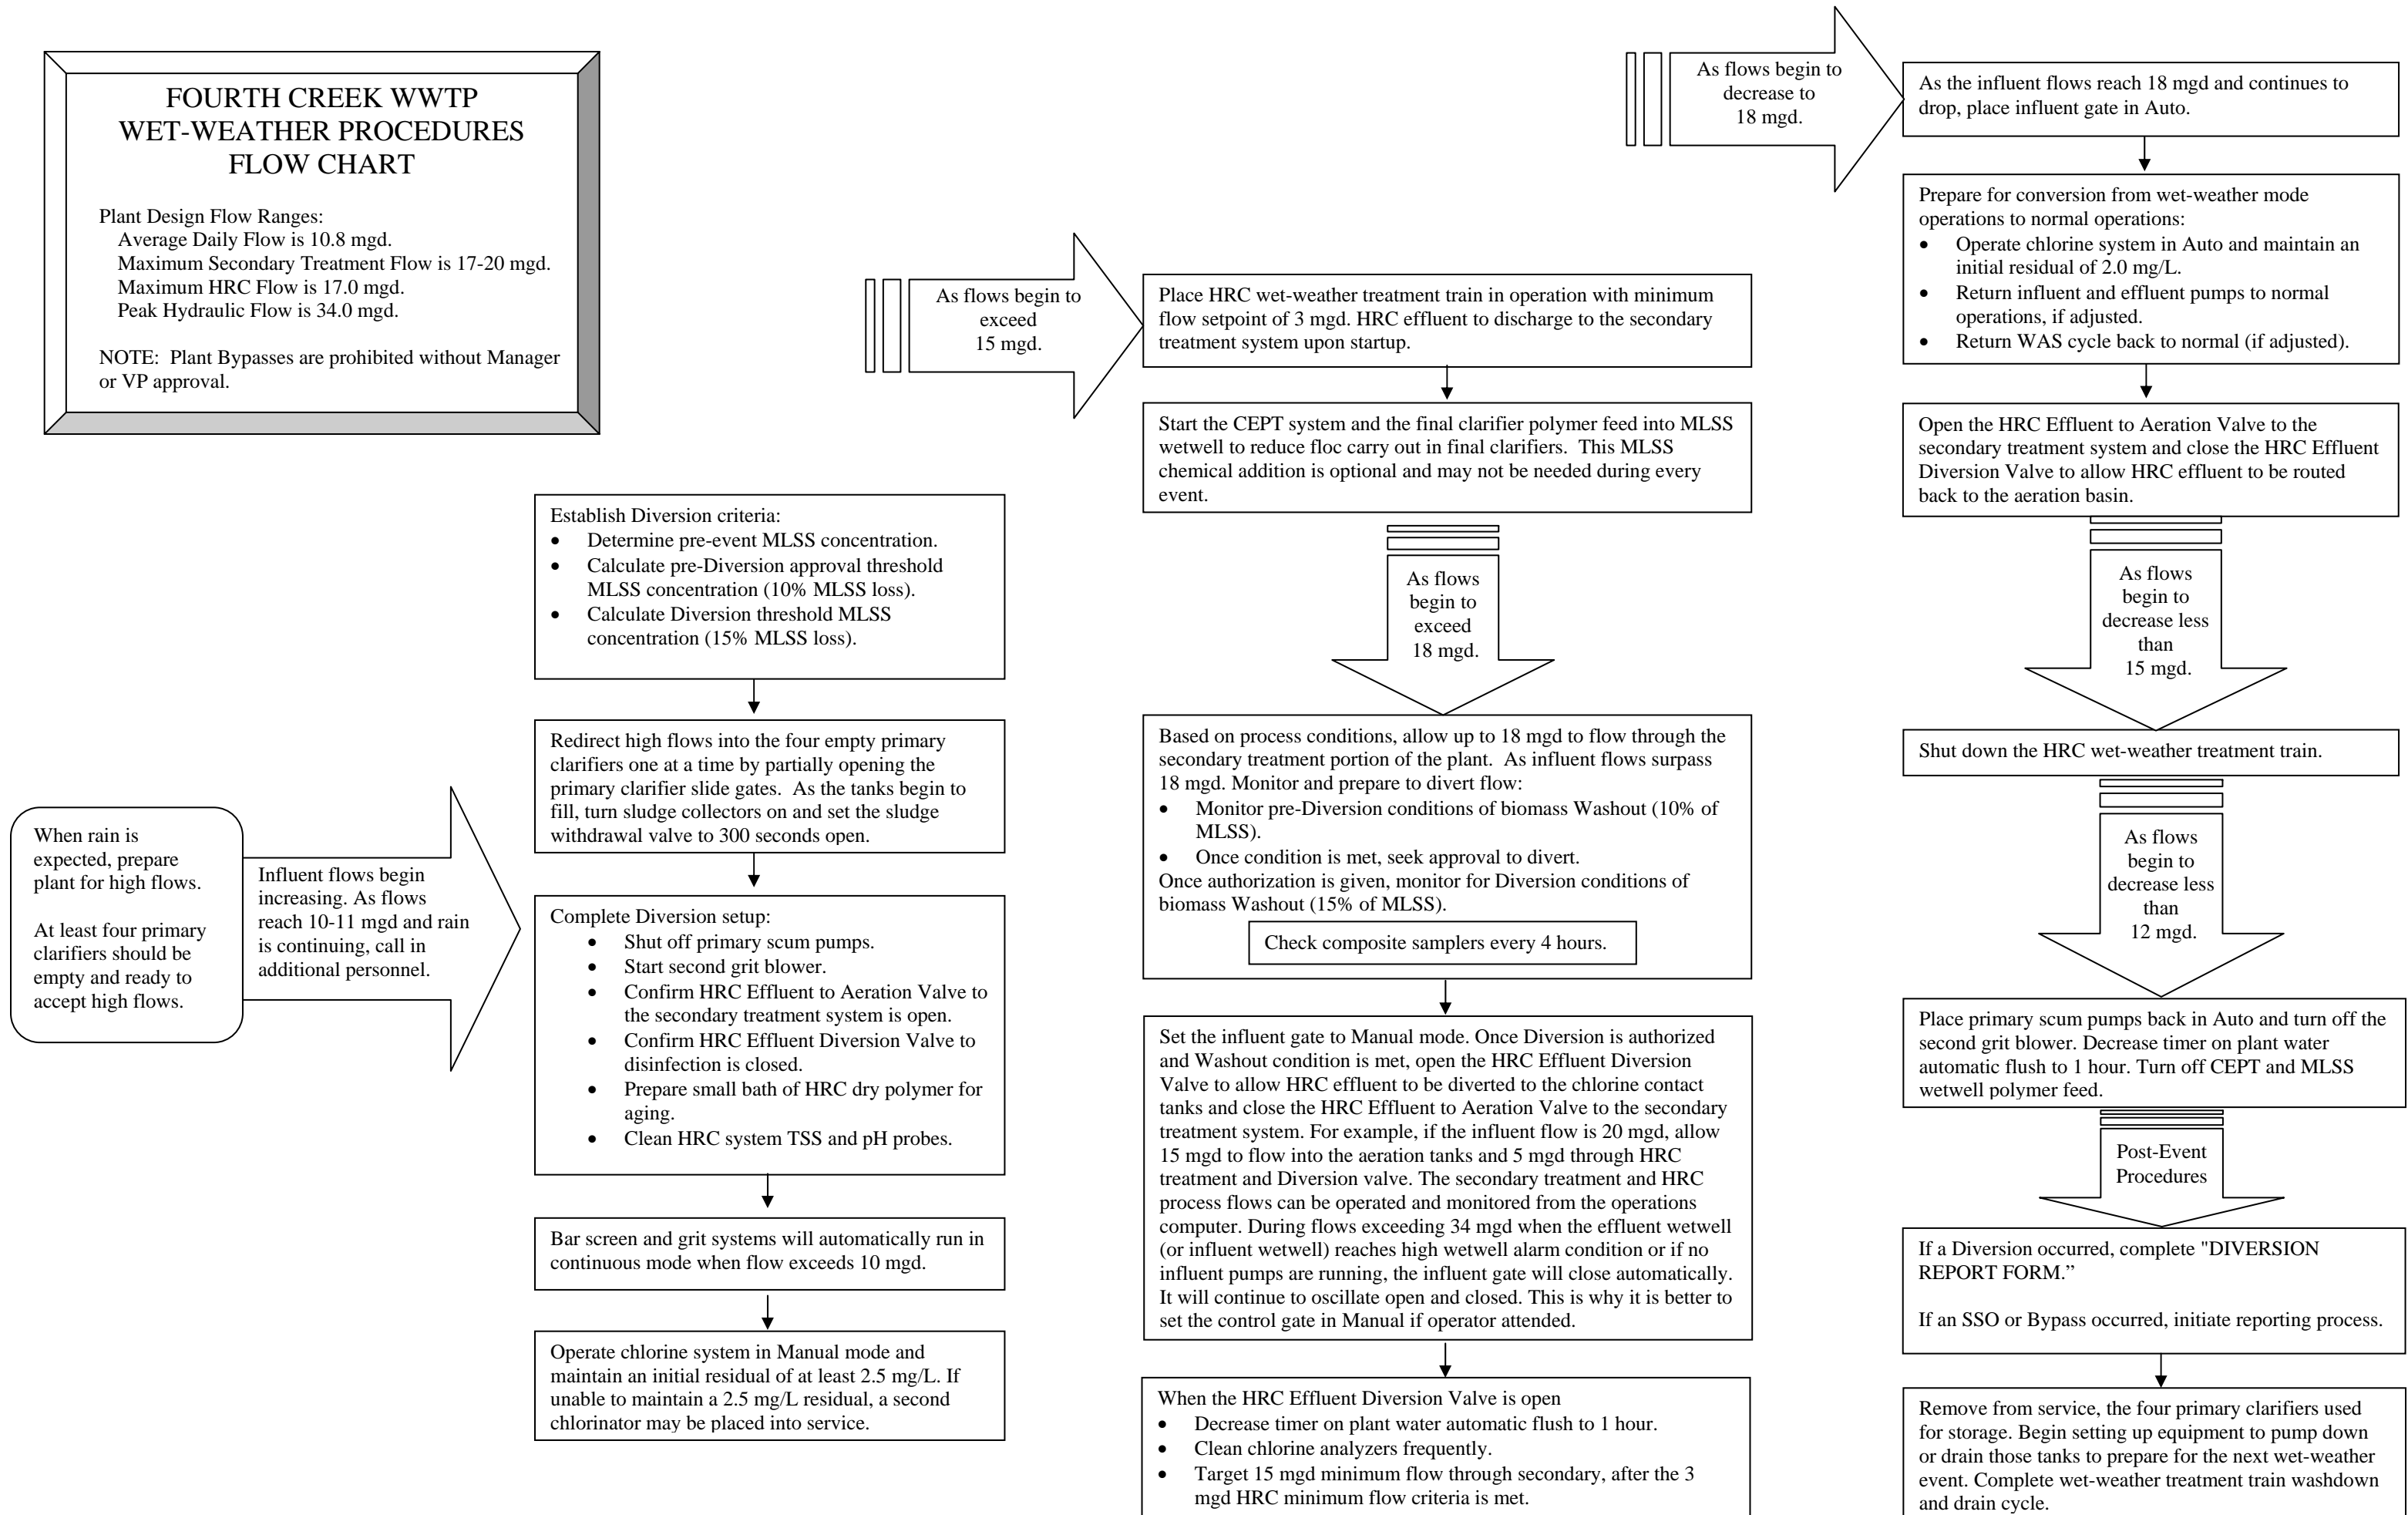 FOURTH CREEK WWTP
WET-WEATHER PROCEDURES
FLOW CHART
Plant Design Flow Ranges:
Average Daily Flow is 10.8 mgd.
Maximum Secondary Treatment Flow is 17-20 mgd.
Maximum HRC Flow is 17.0 mgd.
Peak Hydraulic Flow is 34.0 mgd.
NOTE:  Plant Bypasses are prohibited without Manager
or VP approval.
When rain is
expected, prepare
plant for high flows.
At least four primary
clarifiers should be
empty and ready to
accept high flows.
Influent flows begin
increasing. As flows
reach 10-11 mgd and rain
is continuing, call in
additional personnel.
Establish Diversion criteria:
• Determine pre-event MLSS concentration.
• Calculate pre-Diversion approval threshold
MLSS concentration (10% MLSS loss).
• Calculate Diversion threshold MLSS
concentration (15% MLSS loss).
Redirect high flows into the four empty primary
clarifiers one at a time by partially opening the
primary clarifier slide gates.  As the tanks begin to
fill, turn sludge collectors on and set the sludge
withdrawal valve to 300 seconds open.
Complete Diversion setup:
• Shut off primary scum pumps.
• Start second grit blower.
• Confirm HRC Effluent to Aeration Valve to
the secondary treatment system is open.
• Confirm HRC Effluent Diversion Valve to
disinfection is closed.
• Prepare small bath of HRC dry polymer for
aging.
• Clean HRC system TSS and pH probes.
Bar screen and grit systems will automatically run in
continuous mode when flow exceeds 10 mgd.
Operate chlorine system in Manual mode and
maintain an initial residual of at least 2.5 mg/L. If
unable to maintain a 2.5 mg/L residual, a second
chlorinator may be placed into service.
As flows begin to
exceed
15 mgd.
Place HRC wet-weather treatment train in operation with minimum
flow setpoint of 3 mgd. HRC effluent to discharge to the secondary
treatment system upon startup.
Start the CEPT system and the final clarifier polymer feed into MLSS
wetwell to reduce floc carry out in final clarifiers.  This MLSS
chemical addition is optional and may not be needed during every
event.
As flows
begin to
exceed
18 mgd.
Based on process conditions, allow up to 18 mgd to flow through the
secondary treatment portion of the plant.  As influent flows surpass
18 mgd. Monitor and prepare to divert flow:
• Monitor pre-Diversion conditions of biomass Washout (10% of
MLSS).
• Once condition is met, seek approval to divert.
Once authorization is given, monitor for Diversion conditions of
biomass Washout (15% of MLSS).
Check composite samplers every 4 hours.
Set the influent gate to Manual mode. Once Diversion is authorized
and Washout condition is met, open the HRC Effluent Diversion
Valve to allow HRC effluent to be diverted to the chlorine contact
tanks and close the HRC Effluent to Aeration Valve to the secondary
treatment system. For example, if the influent flow is 20 mgd, allow
15 mgd to flow into the aeration tanks and 5 mgd through HRC
treatment and Diversion valve. The secondary treatment and HRC
process flows can be operated and monitored from the operations
computer. During flows exceeding 34 mgd when the effluent wetwell
(or influent wetwell) reaches high wetwell alarm condition or if no
influent pumps are running, the influent gate will close automatically.
It will continue to oscillate open and closed. This is why it is better to
set the control gate in Manual if operator attended.
When the HRC Effluent Diversion Valve is open
• Decrease timer on plant water automatic flush to 1 hour.
• Clean chlorine analyzers frequently.
• Target 15 mgd minimum flow through secondary, after the 3
mgd HRC minimum flow criteria is met.
As flows begin to
decrease to
18 mgd.
As the influent flows reach 18 mgd and continues to
drop, place influent gate in Auto.
Prepare for conversion from wet-weather mode
operations to normal operations:
• Operate chlorine system in Auto and maintain an
initial residual of 2.0 mg/L.
• Return influent and effluent pumps to normal
operations, if adjusted.
• Return WAS cycle back to normal (if adjusted).
Open the HRC Effluent to Aeration Valve to the
secondary treatment system and close the HRC Effluent
Diversion Valve to allow HRC effluent to be routed
back to the aeration basin.
As flows
begin to
decrease less
than
15 mgd.
Shut down the HRC wet-weather treatment train.
As flows
begin to
decrease less
than
12 mgd.
Place primary scum pumps back in Auto and turn off the
second grit blower. Decrease timer on plant water
automatic flush to 1 hour. Turn off CEPT and MLSS
wetwell polymer feed.
Post-Event
Procedures
If a Diversion occurred, complete "DIVERSION
REPORT FORM.”
If an SSO or Bypass occurred, initiate reporting process.
Remove from service, the four primary clarifiers used
for storage. Begin setting up equipment to pump down
or drain those tanks to prepare for the next wet-weather
event. Complete wet-weather treatment train washdown
and drain cycle.